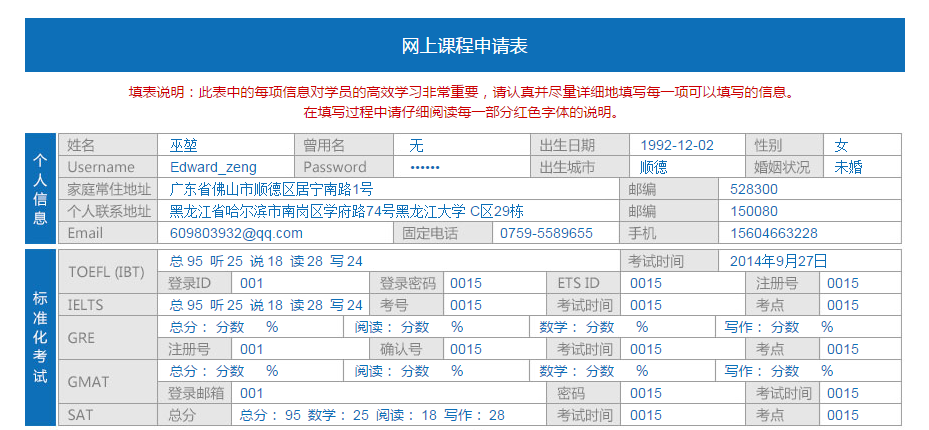 网上课程申请表
填表说明：此表中的每项信息对学员的高效学习非常重要，请认真并尽量详细地填写每一项可以填写的信息。
在填写过程中请仔细阅读每一部分红色字体的说明。
个人信息
姓名 巫堃 曾用名 无 出生日期 1992-12-02 性别 女
Username Edward_zeng Password •••••• 出生城市 顺德 婚姻状况 未婚
家庭常住地址 广东省佛山市顺德区居宁南路1号 邮编 528300
个人联系地址 黑龙江省哈尔滨市南岗区学府路74号黑龙江大学 C区29栋 邮编 150080
Email 609803932@qq.com 固定电话 0759-5589655 手机 15604663228
标准化考试
TOEFL (IBT) 总 95 听 25 说 18 读 28 写 24 考试时间 2014年9月27日
登录ID 001 登录密码 0015 ETS ID 0015 注册号 0015
IELTS 总 95 听 25 说 18 读 28 写 24 考号 0015 考试时间 0015 考点 0015
GRE 总分： 分数 % 阅读： 分数 % 数学： 分数 % 写作： 分数 %
注册号 001 确认号 0015 考试时间 0015 考点 0015
GMAT 总分： 分数 % 阅读： 分数 % 数学： 分数 % 写作： 分数 %
登录邮箱 001 密码 0015 考试时间 0015
SAT 总分 总分： 95 数学： 25 阅读： 18 写作： 28 考试时间 0015 考点 0015